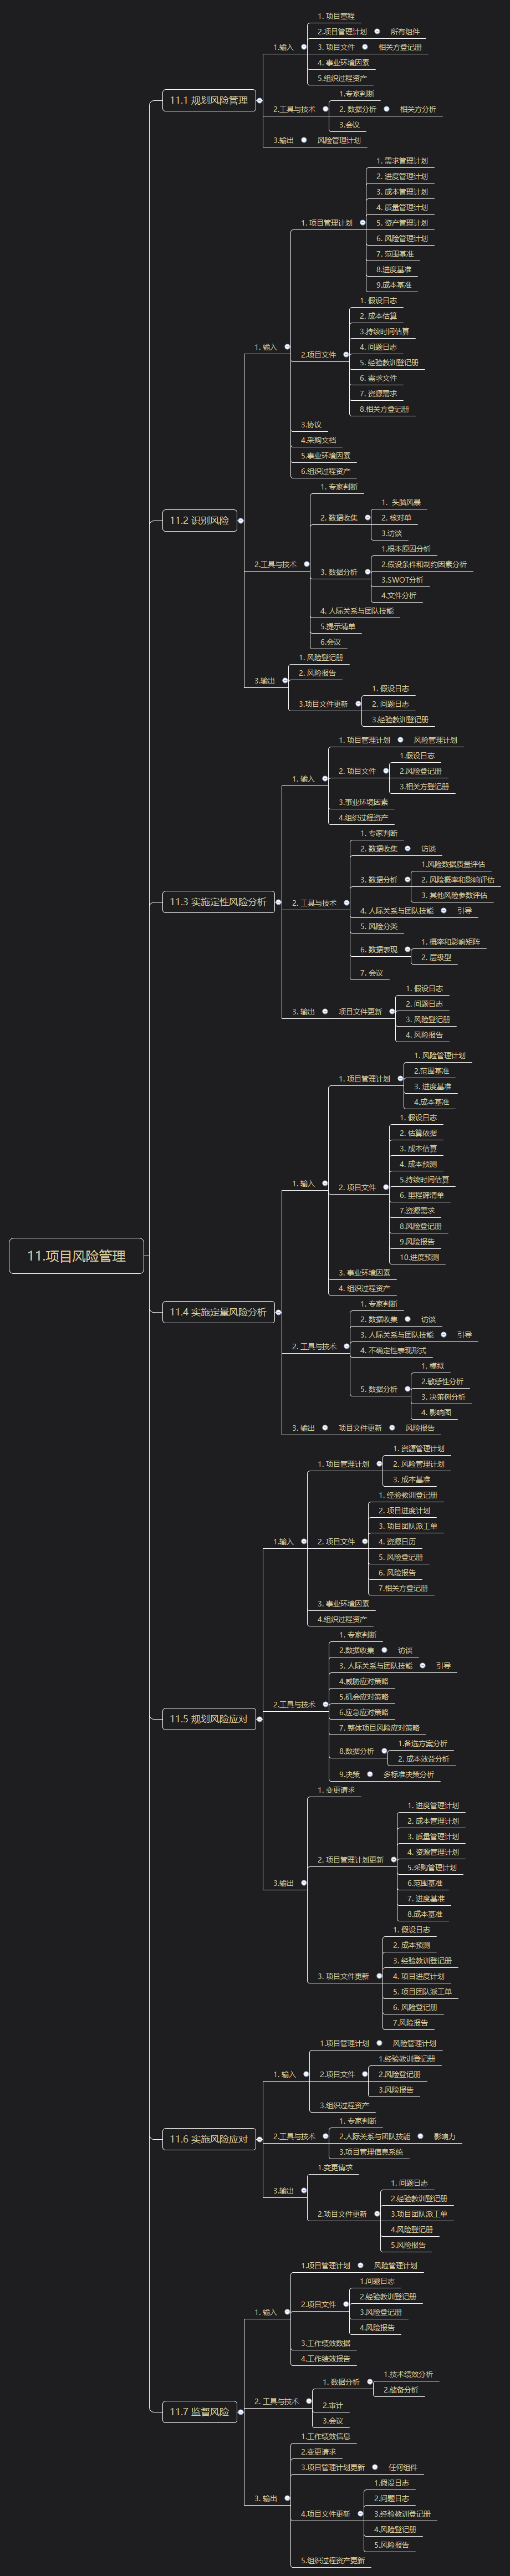 11.项目风险管理
11.1 规划风险管理
1.输入
1. 项目章程
2.项目管理计划
所有组件
3. 项目文件
相关方登记册
4. 事业环境因素
5.组织过程资产
2.工具与技术
1.专家判断
2. 数据分析
相关方分析
3.会议
3.输出
风险管理计划
11.2 识别风险
1. 输入
1. 项目管理计划
1. 需求管理计划
2. 进度管理计划
3. 成本管理计划
4. 质量管理计划
5. 资产管理计划
6. 风险管理计划
7. 范围基准
8.进度基准
9.成本基准
2.项目文件
1. 假设日志
2. 成本估算
3.持续时间估算
4. 问题日志
5. 经验教训登记册
6. 需求文件
7. 资源需求
8.相关方登记册
3.协议
4.采购文档
5.事业环境因素
6.组织过程资产
2.工具与技术
1. 专家判断
2. 数据收集
1. 头脑风暴
2. 核对单
3.访谈
3. 数据分析
1.根本原因分析
2.假设条件和制约因素分析
3.SWOT分析
4.文件分析
4. 人际关系与团队技能
5.提示清单
6.会议
3.输出
1. 风险登记册
2. 风险报告
3.项目文件更新
1. 假设日志
2. 问题日志
3.经验教训登记册
11.3 实施定性风险分析
1. 输入
1. 项目管理计划
风险管理计划
2. 项目文件
1.假设日志
2.风险登记册
3.相关方登记册
3.事业环境因素
4.组织过程资产
2. 工具与技术
1. 专家判断
2. 数据收集
访谈
3. 数据分析
1.风险数据质量评估
2. 风险概率和影响评估
3. 其他风险参数评估
4. 人际关系与团队技能
引导
5. 风险分类
6. 数据表现
1. 概率和影响矩阵
2. 层级型
7. 会议
3. 输出
项目文件更新
1. 假设日志
2. 问题日志
3. 风险登记册
4. 风险报告
11.4 实施定量风险分析
1. 输入
1. 项目管理计划
1. 风险管理计划
2.范围基准
3. 进度基准
4.成本基准
2. 项目文件
1. 假设日志
2. 估算依据
3. 成本估算
4. 成本预测
5.持续时间估算
6. 里程碑清单
7.资源需求
8.风险登记册
9.风险报告
10.进度预测
3. 事业环境因素
4. 组织过程资产
2. 工具与技术
1. 专家判断
2. 数据收集
访谈
3. 人际关系与团队技能
引导
4. 不确定性表现形式
5. 数据分析
1. 模拟
2.敏感性分析
3. 决策树分析
4. 影响图
3. 输出
项目文件更新
风险报告
11.5 规划风险应对
1.输入
1. 项目管理计划
1. 资源管理计划
2. 风险管理计划
3. 成本基准
2. 项目文件
1. 经验教训登记册
2. 项目进度计划
3. 项目团队派工单
4. 资源日历
5. 风险登记册
6. 风险报告
7.相关方登记册
3. 事业环境因素
4.组织过程资产
2.工具与技术
1. 专家判断
2.数据收集
访谈
3. 人际关系与团队技能
引导
4.威胁应对策略
5.机会应对策略
6.应急应对策略
7. 整体项目风险应对策略
8.数据分析
1.备选方案分析
2. 成本效益分析
9.决策
多标准决策分析
3.输出
1. 变更请求
2. 项目管理计划更新
1. 进度管理计划
2. 成本管理计划
3. 质量管理计划
4. 资源管理计划
5.采购管理计划
6.范围基准
7. 进度基准
8.成本基准
3. 项目文件更新
1. 假设日志
2. 成本预测
3. 经验教训登记册
4. 项目进度计划
5. 项目团队派工单
6. 风险登记册
7.风险报告
11.6 实施风险应对
1. 输入
1.项目管理计划
风险管理计划
2.项目文件
1.经验教训登记册
2.风险登记册
3.风险报告
3.组织过程资产
2.工具与技术
1. 专家判断
2.人际关系与团队技能
影响力
3.项目管理信息系统
3.输出
1.变更请求
2.项目文件更新
1. 问题日志
2.经验教训登记册
3.项目团队派工单
4.风险登记册
5.风险报告
11.7 监督风险
1. 输入
1.项目管理计划
风险管理计划
2.项目文件
1.问题日志
2.经验教训登记册
3.风险登记册
4.风险报告
3.工作绩效数据
4.工作绩效报告
2. 工具与技术
1. 数据分析
1.技术绩效分析
2.储备分析
2.审计
3.会议
3. 输出
1.工作绩效信息
2.变更请求
3.项目管理计划更新
任何组件
4.项目文件更新
1.假设日志
2.问题日志
3.经验教训登记册
4.风险登记册
5.风险报告
5.组织过程资产更新